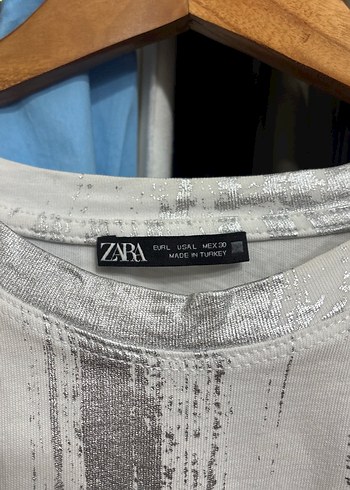 ZARA
EUR L USA L MEX 30
MADE IN TURKEY